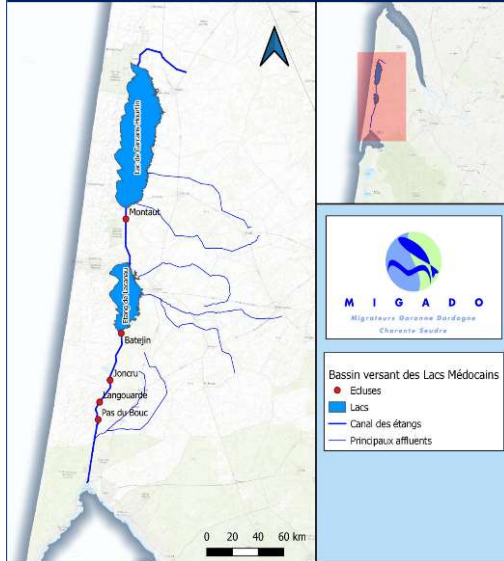 Lac de Carcans-Hourtin
Montaut
Etang de Lacanau
Batejin
Joncru
Langouarde
Pas du Bouc
0 20 40 60 km
MIGADO
Migrateurs Garonne Dordogne
Charente Seudre
Bassin versant des Lacs Médocains
Ecluses
Lacs
Canal des étangs
Principaux affluents